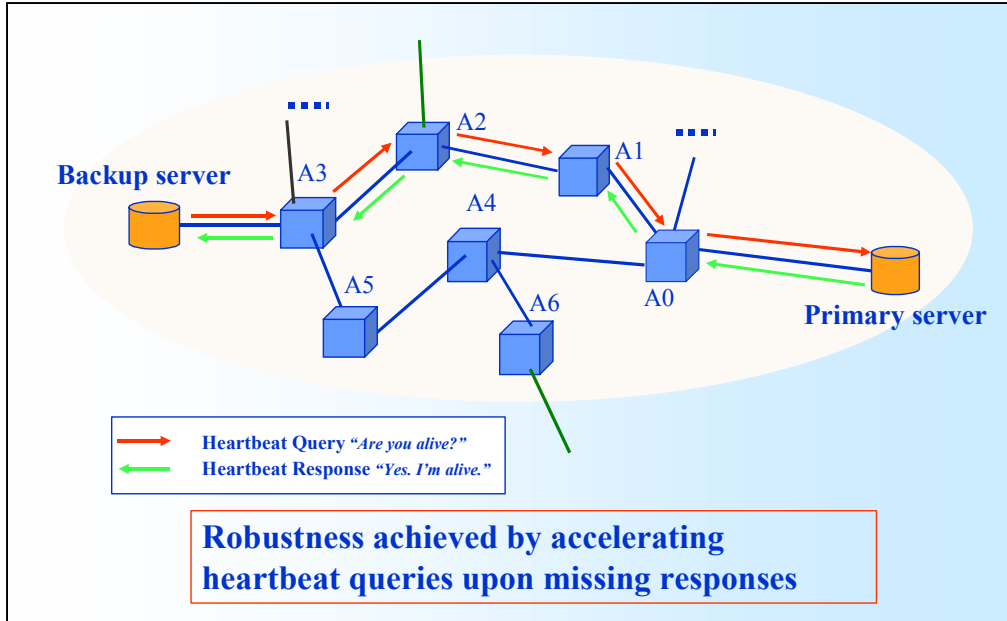 A2
A1
A3
Backup server
A4
A5
A6
A0
Primary server
Heartbeat Query “Are you alive?”
Heartbeat Response “Yes. I’m alive.”
Robustness achieved by accelerating
heartbeat queries upon missing responses